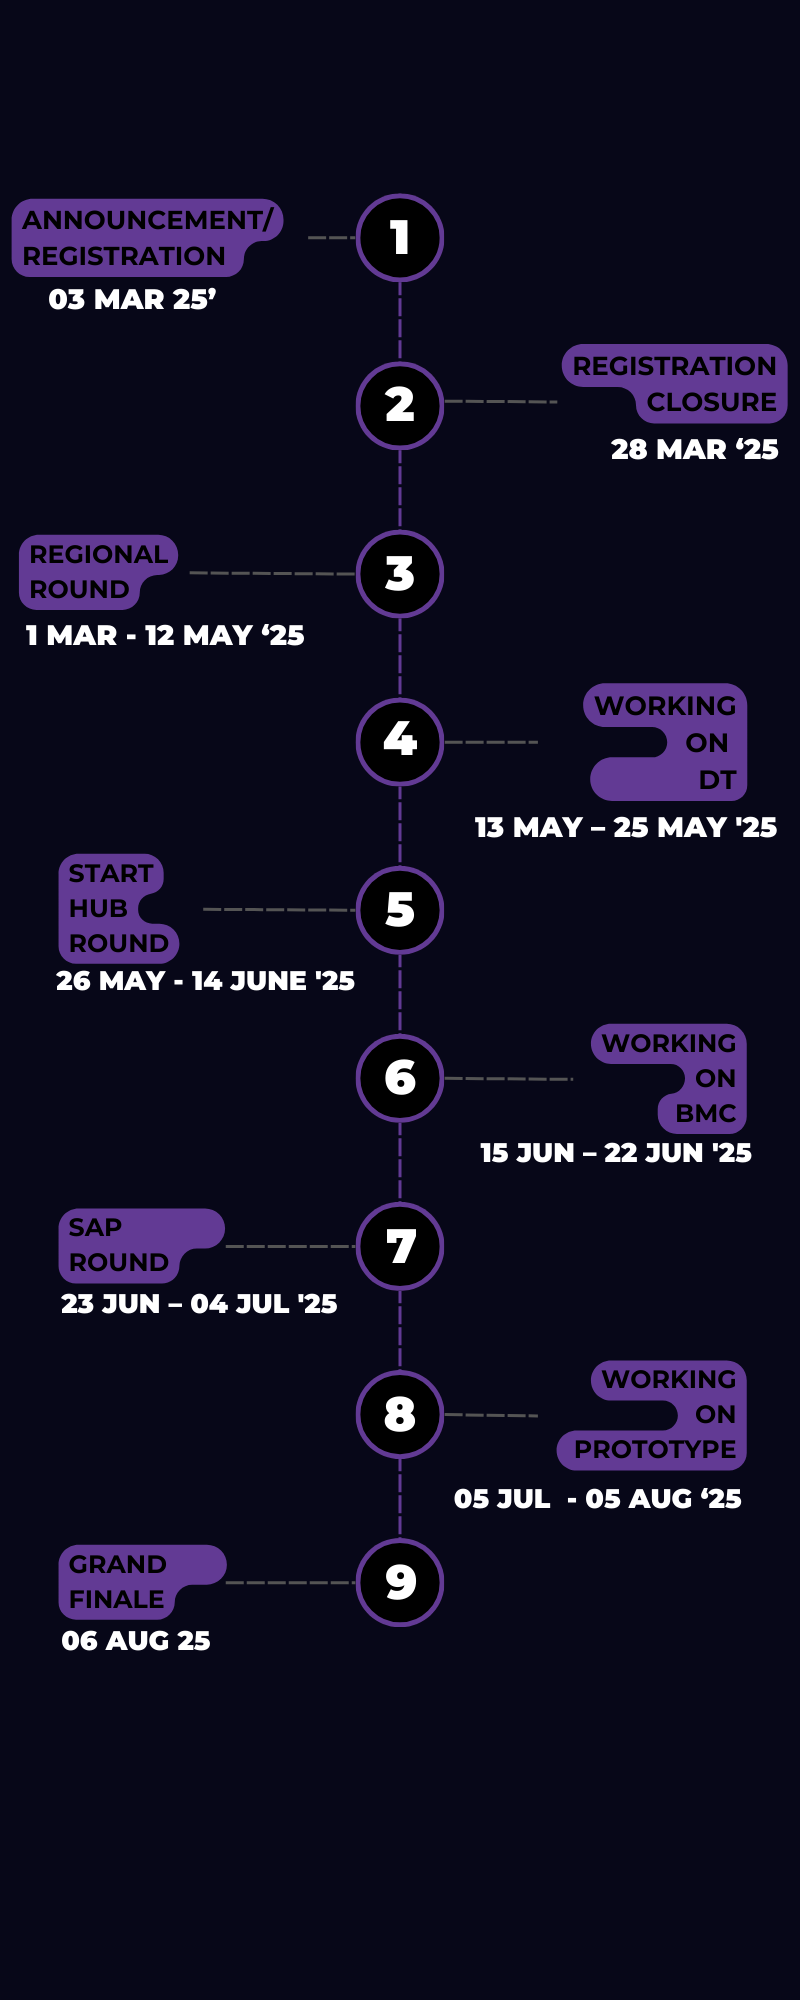 ANNOUNCEMENT/
REGISTRATION
03 MAR 25’
1
2
REGISTRATION
CLOSURE
28 MAR ‘25
REGIONAL
ROUND
1 MAR - 12 MAY ‘25
3
4
WORKING
ON
DT
13 MAY – 25 MAY '25
START
HUB
ROUND
26 MAY - 14 JUNE '25
5
6
WORKING
ON
BMC
15 JUN – 22 JUN '25
SAP
ROUND
23 JUN – 04 JUL '25
7
8
WORKING
ON
PROTOTYPE
05 JUL  - 05 AUG ‘25
GRAND
FINALE
06 AUG 25
9